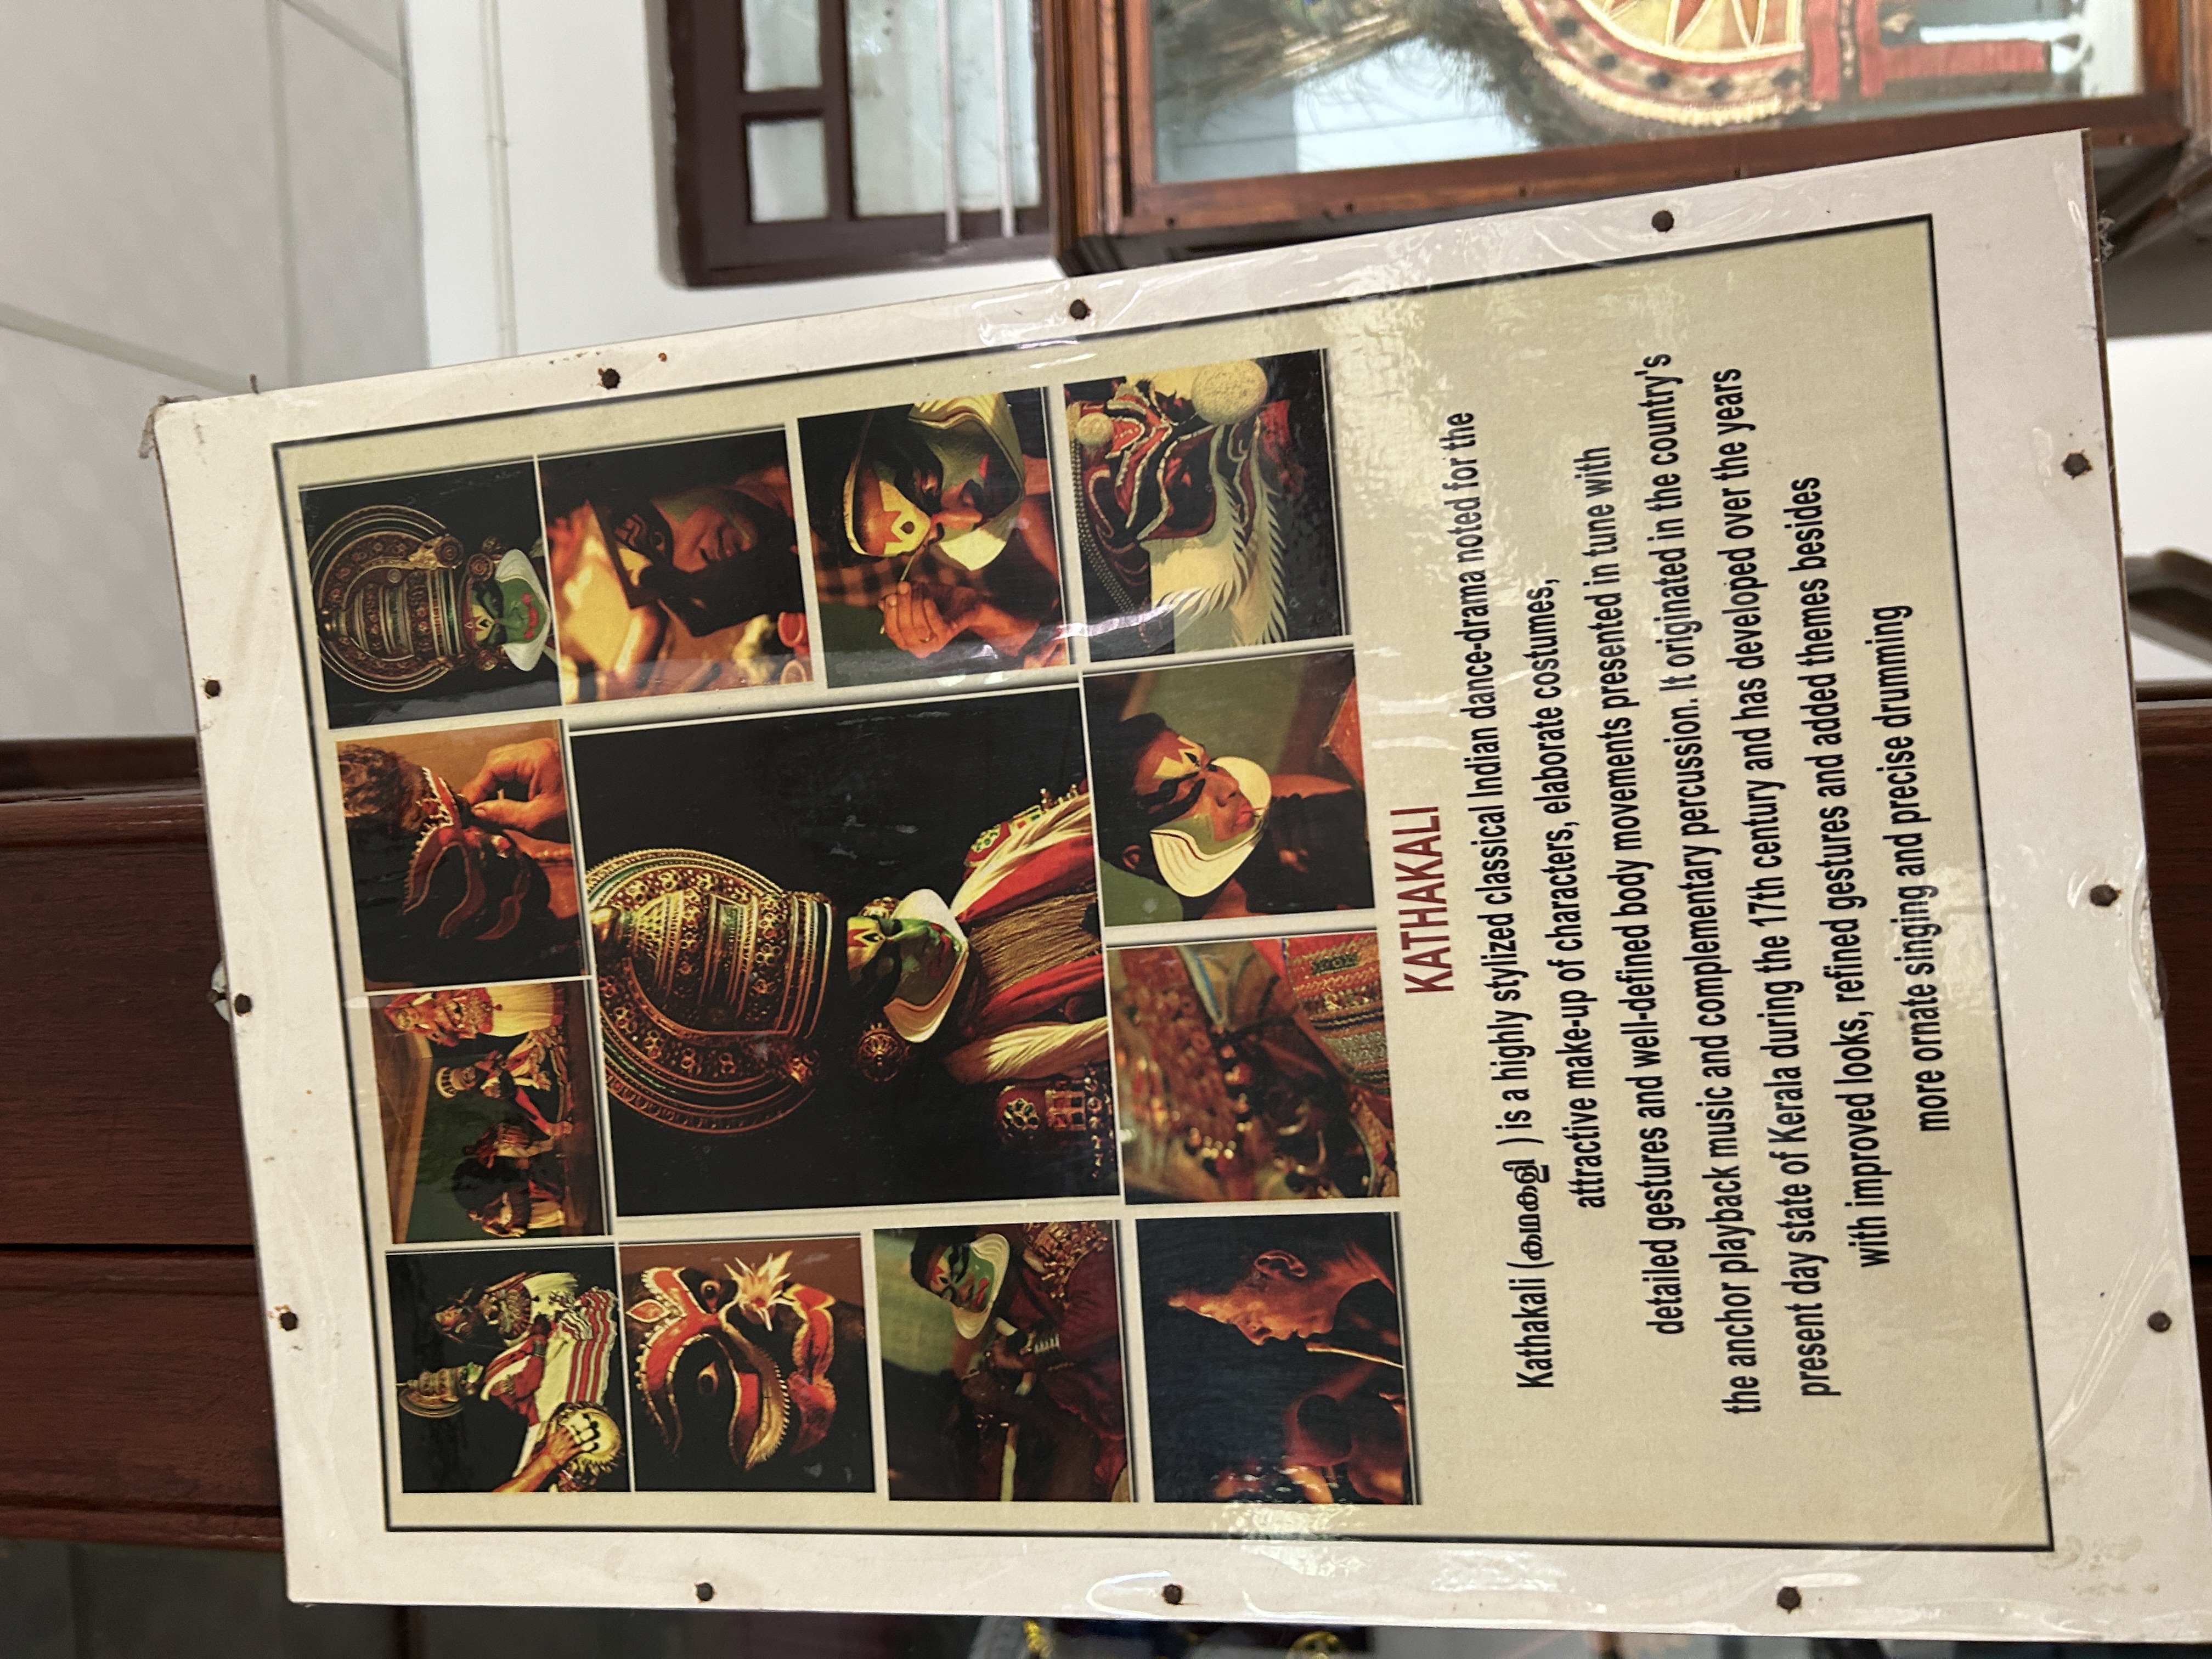 KATHAKALI
Kathakali (കഥകളി ) is a highly stylized classical Indian dance-drama noted for the
attractive make-up of characters, elaborate costumes,
detailed gestures and well-defined body movements presented in tune with
the anchor playback music and complementary percussion. It originated in the country's
present day state of Kerala during the 17th century and has developed over the years
with improved looks, refined gestures and added themes besides
more ornate singing and precise drumming